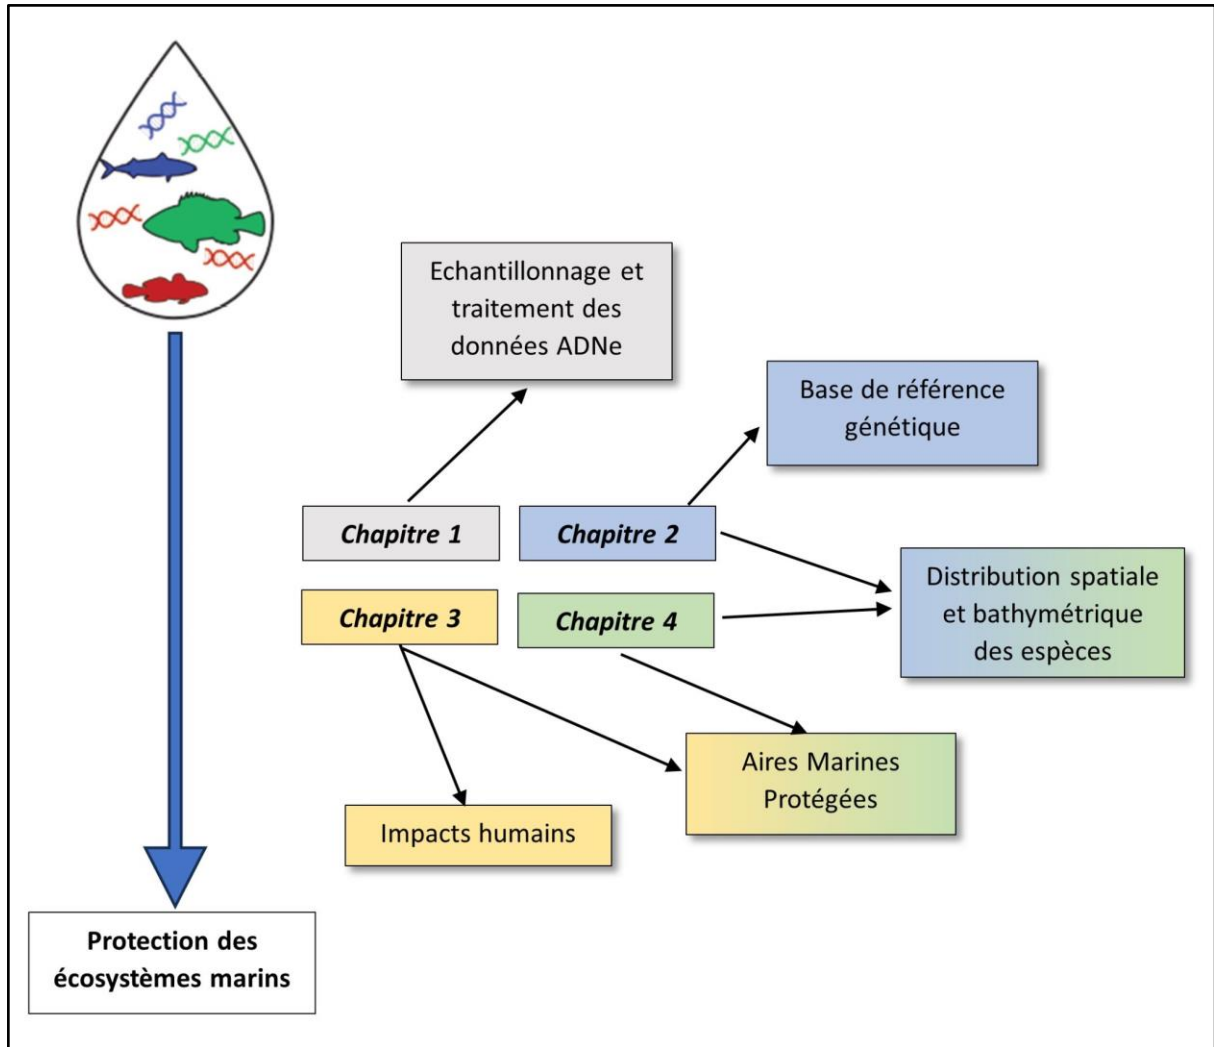 Echantillonnage et
traitement des
données ADNe
Base de référence
génétique
Chapitre 1
Chapitre 2
Distribution spatiale
et bathymétrique
des espèces
Chapitre 3
Chapitre 4
Aires Marines
Protégées
Impacts humains
Protection des
écosystèmes marins